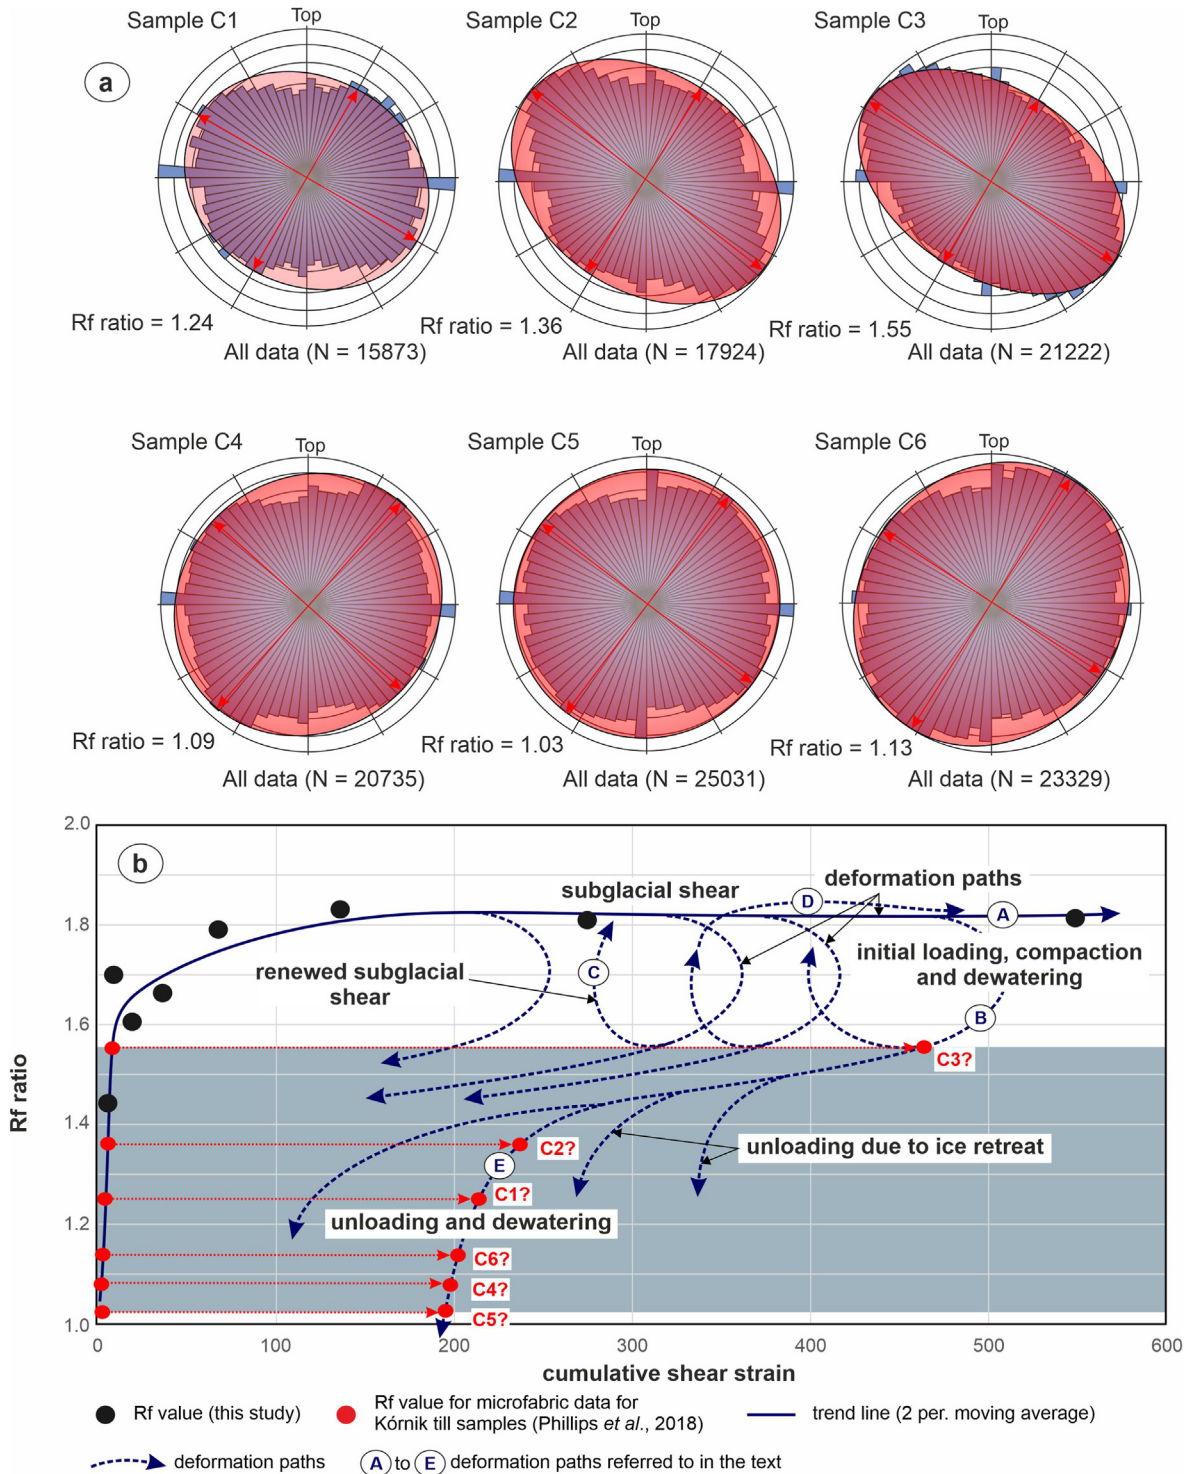 Sample C1
Top
Sample C2
Top
Sample C3
Top
a
Rf ratio = 1.24
Rf ratio = 1.36
Rf ratio = 1.55
All data (N = 15873)
All data (N = 17924)
All data (N = 21222)
Sample C4
Top
Sample C5
Top
Sample C6
Top
Rf ratio = 1.09
Rf ratio = 1.03
Rf ratio = 1.13
All data (N = 20735)
All data (N = 25031)
All data (N = 23329)
b
2.0
1.8
1.6
1.4
1.2
1.0
Rf ratio
subglacial shear
deformation paths
D
A
renewed subglacial
shear
C
initial loading, compaction
and dewatering
B
C3?
C2?
unloading due to ice retreat
E
C1?
unloading and dewatering
C6?
C4?
C5?
0
100
200
300
400
500
600
cumulative shear strain
Rf value (this study)
Rf value for microfabric data for
Kórnik till samples (Phillips et al., 2018)
trend line (2 per. moving average)
deformation paths
A to E deformation paths referred to in the text